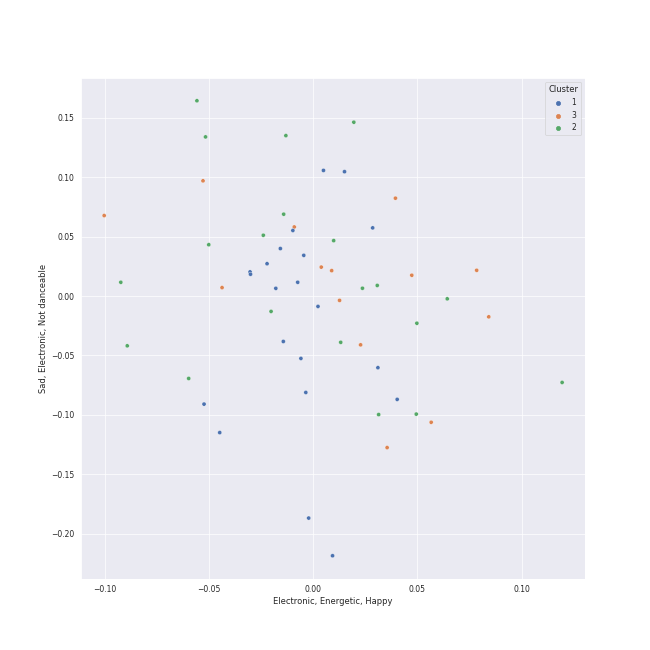 Cluster
1
3
2
0.15
0.10
0.05
0.00
−0.05
−0.10
−0.15
−0.20
Sad, Electronic, Not danceable
−0.10 −0.05 0.00 0.05 0.10
Electronic, Energetic, Happy